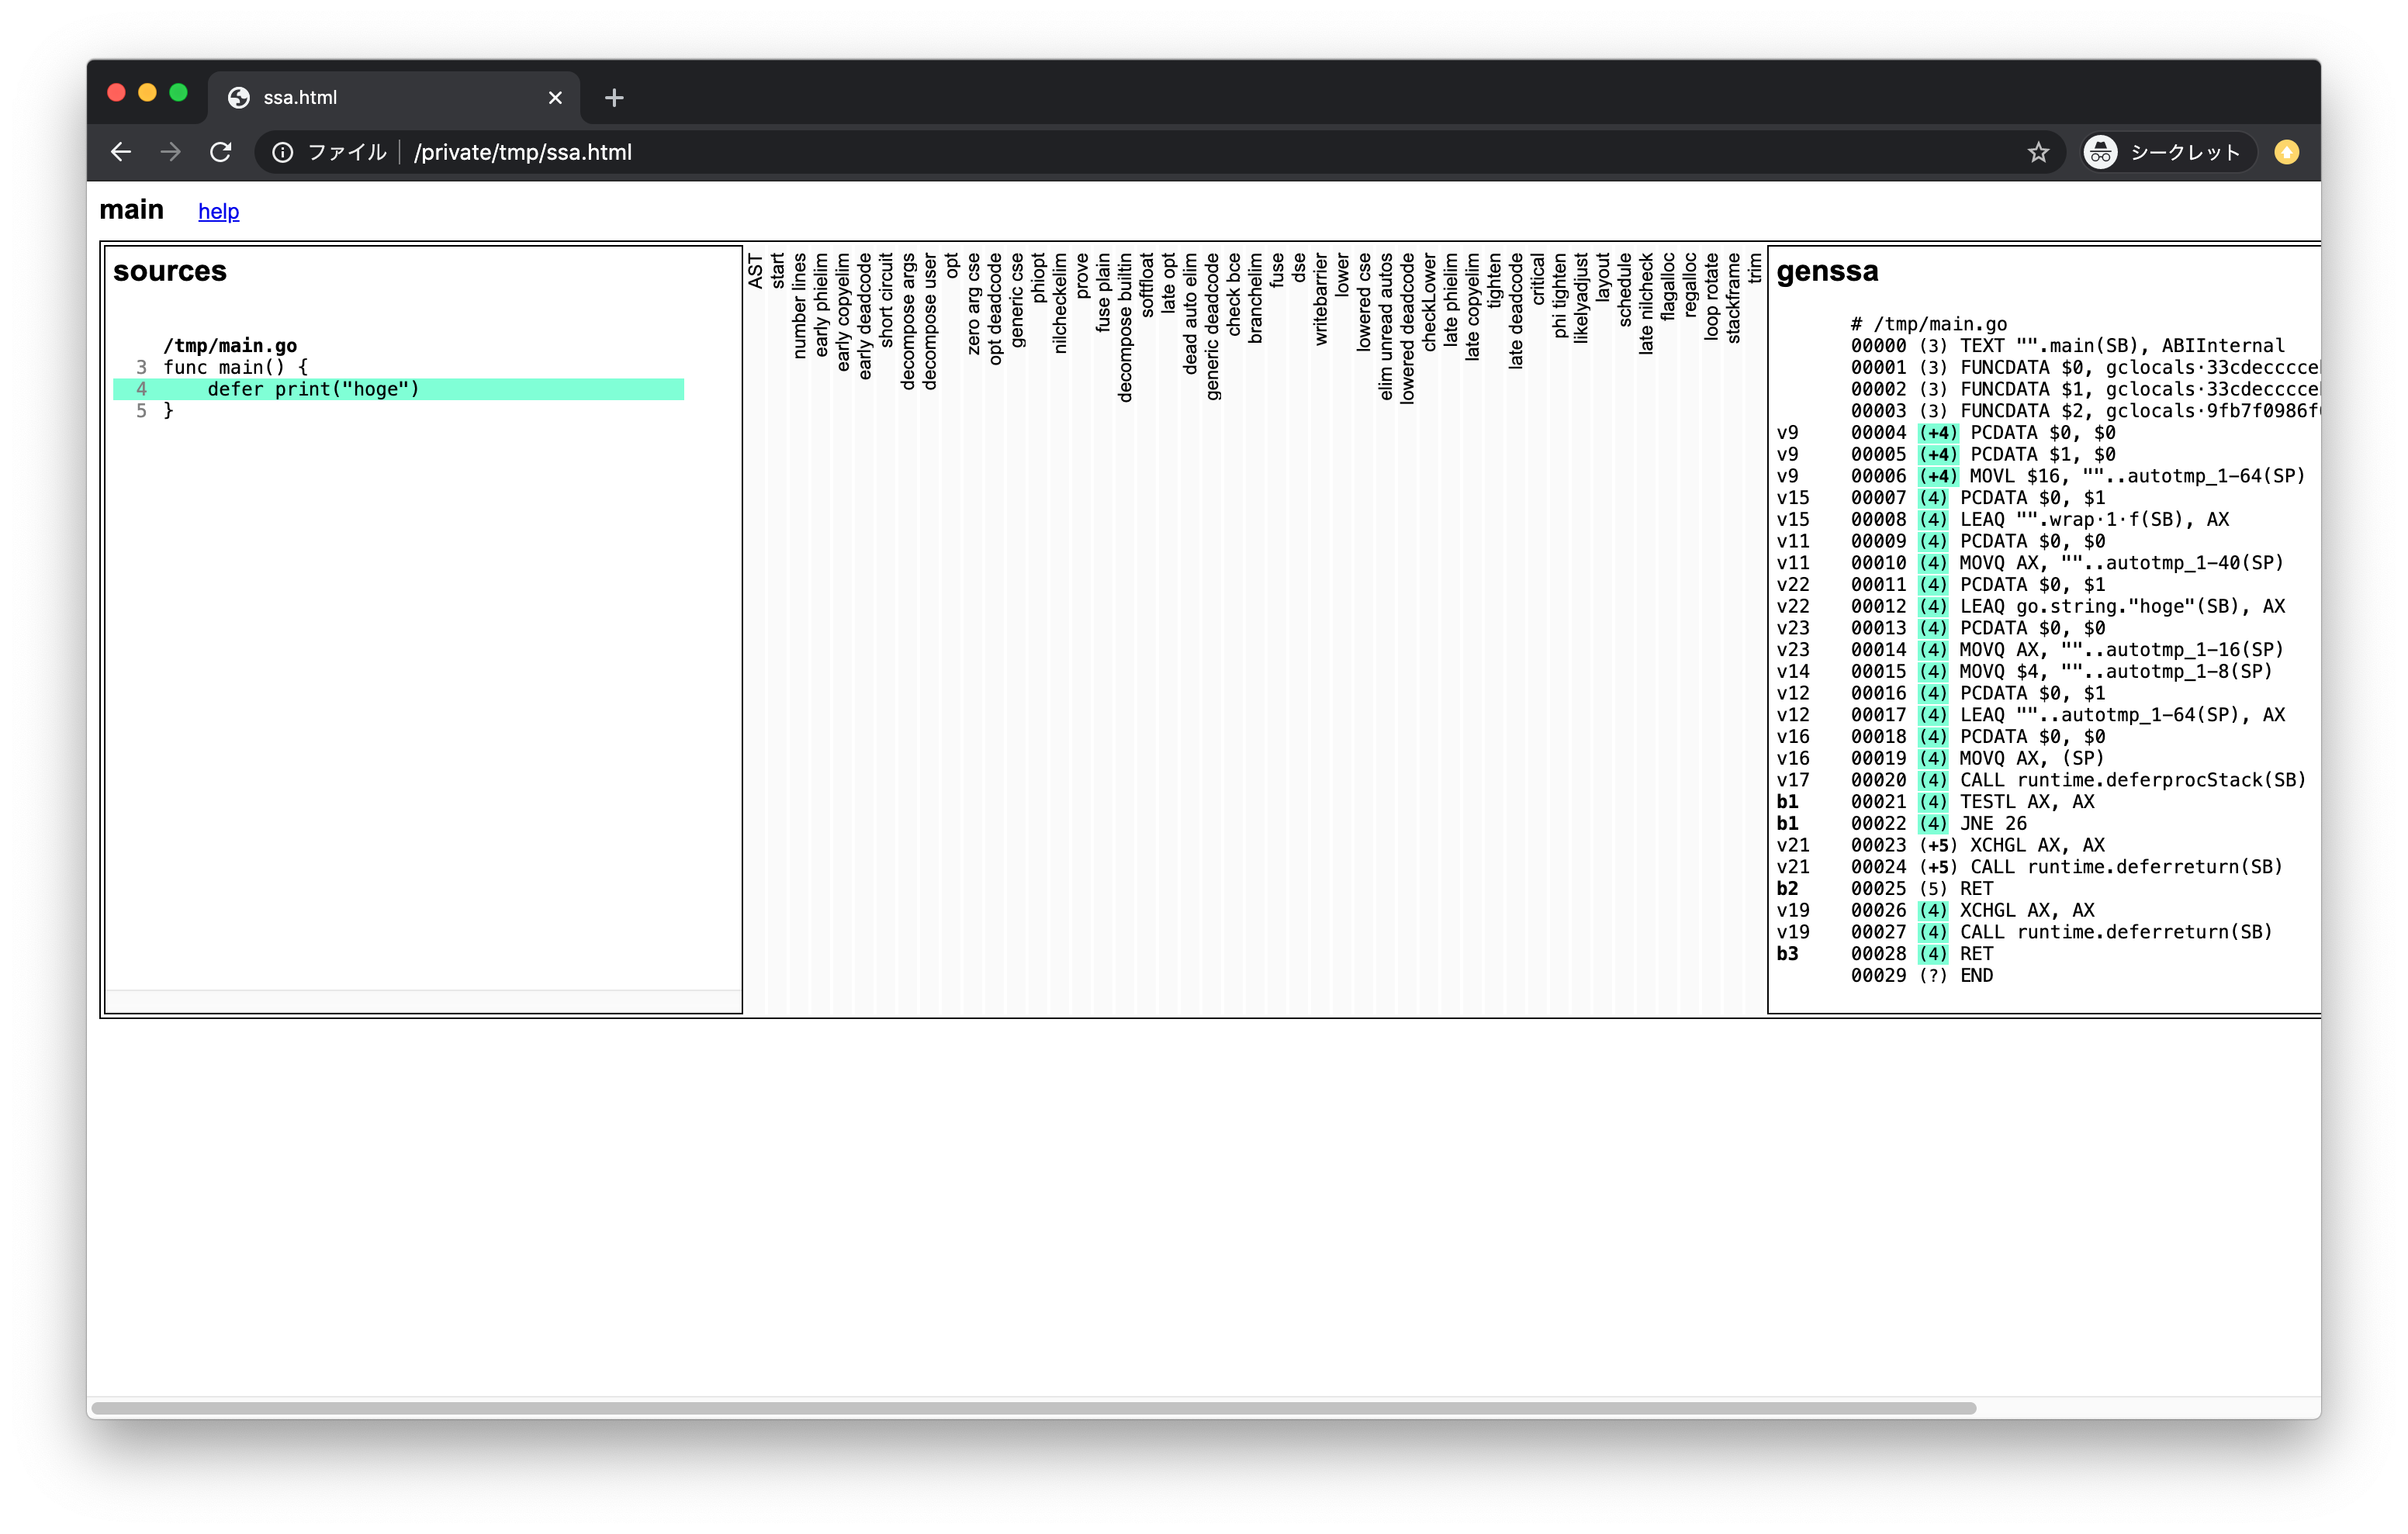 ssa.html
ファイル /private/tmp/ssa.html
シークレット
main help
sources
/tmp/main.go
3 func main() {
4 defer print("hoge")
5 }
AST
start
number lines
early phielim
early copyelim
early deadcode
short circuit
decompose args
decompose user
opt
zero arg cse
opt deadcode
generic cse
phiopt
nilcheckelim
prove
fuse plain
decompose builtin
softfloat
late opt
dead auto elim
generic deadcode
check bce
branchelim
fuse
dse
writebarrier
lower
lowered cse
elim unread autos
lowered deadcode
checkLower
late phielim
late copyelim
tighten
late deadcode
critical
phi tighten
likelyadjust
layout
schedule
late nilcheck
flagalloc
regalloc
loop rotate
stackframe
trim
genssa
# /tmp/main.go
00000 (3) TEXT "".main(SB), ABIInternal
00001 (3) FUNCDATA $0, gclocals·33cdecccce
00002 (3) FUNCDATA $1, gclocals·33cdecccce
00003 (3) FUNCDATA $2, gclocals·9fb7f0986f
v9 00004 (+4) PCDATA $0, $0
v9 00005 (+4) PCDATA $1, $0
v9 00006 (+4) MOVL $16, ""..autotmp_1-64(SP)
v15 00007 (4) PCDATA $0, $1
v15 00008 (4) LEAQ "".wrap·1·f(SB), AX
v11 00009 (4) PCDATA $0, $0
v11 00010 (4) MOVQ AX, ""..autotmp_1-40(SP)
v22 00011 (4) PCDATA $0, $1
v22 00012 (4) LEAQ go.string."hoge"(SB), AX
v23 00013 (4) PCDATA $0, $0
v23 00014 (4) MOVQ AX, ""..autotmp_1-16(SP)
v14 00015 (4) MOVQ $4, ""..autotmp_1-8(SP)
v12 00016 (4) PCDATA $0, $1
v12 00017 (4) LEAQ ""..autotmp_1-64(SP), AX
v16 00018 (4) PCDATA $0, $0
v16 00019 (4) MOVQ AX, (SP)
v17 00020 (4) CALL runtime.deferprocStack(SB)
b1 00021 (4) TESTL AX, AX
b1 00022 (4) JNE 26
v21 00023 (+5) XCHGL AX, AX
v21 00024 (+5) CALL runtime.deferreturn(SB)
b2 00025 (5) RET
v19 00026 (4) XCHGL AX, AX
v19 00027 (4) CALL runtime.deferreturn(SB)
b3 00028 (4) RET
00029 (?) END